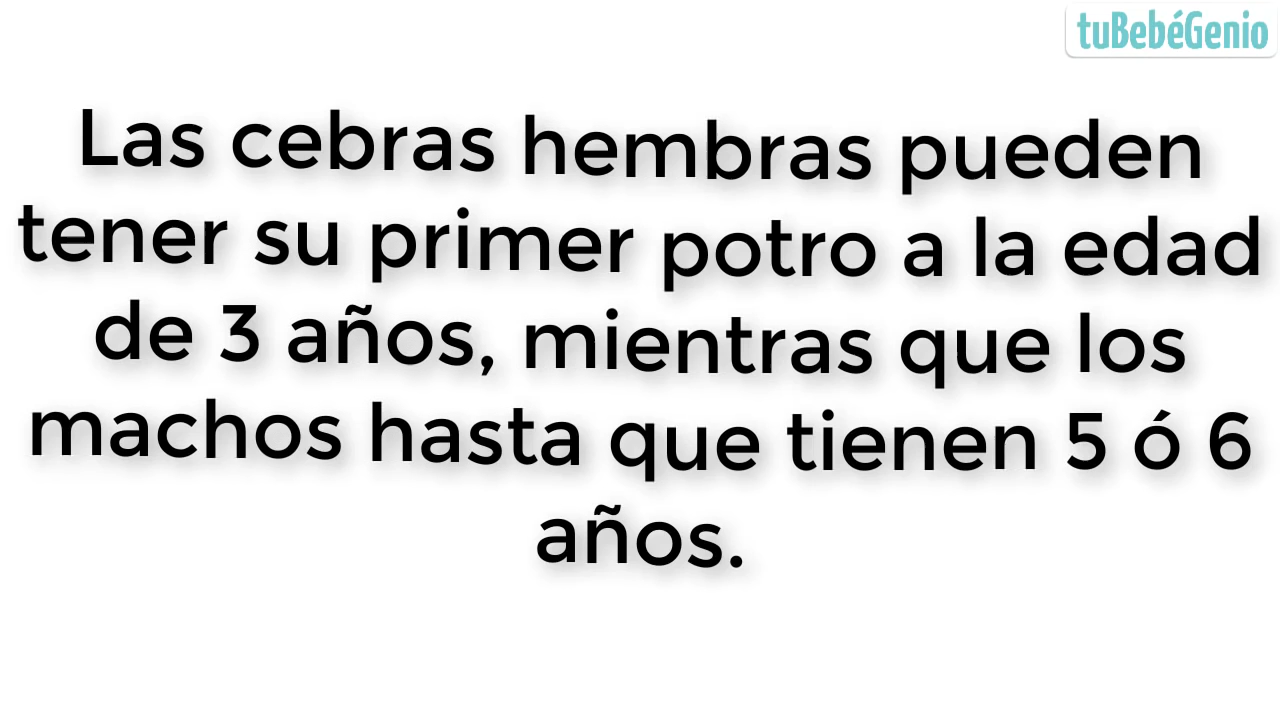 tuBebéGenio
Las cebras hembras pueden
tener su primer potro a la edad
de 3 años, mientras que los
machos hasta que tienen 5 ó 6
años.